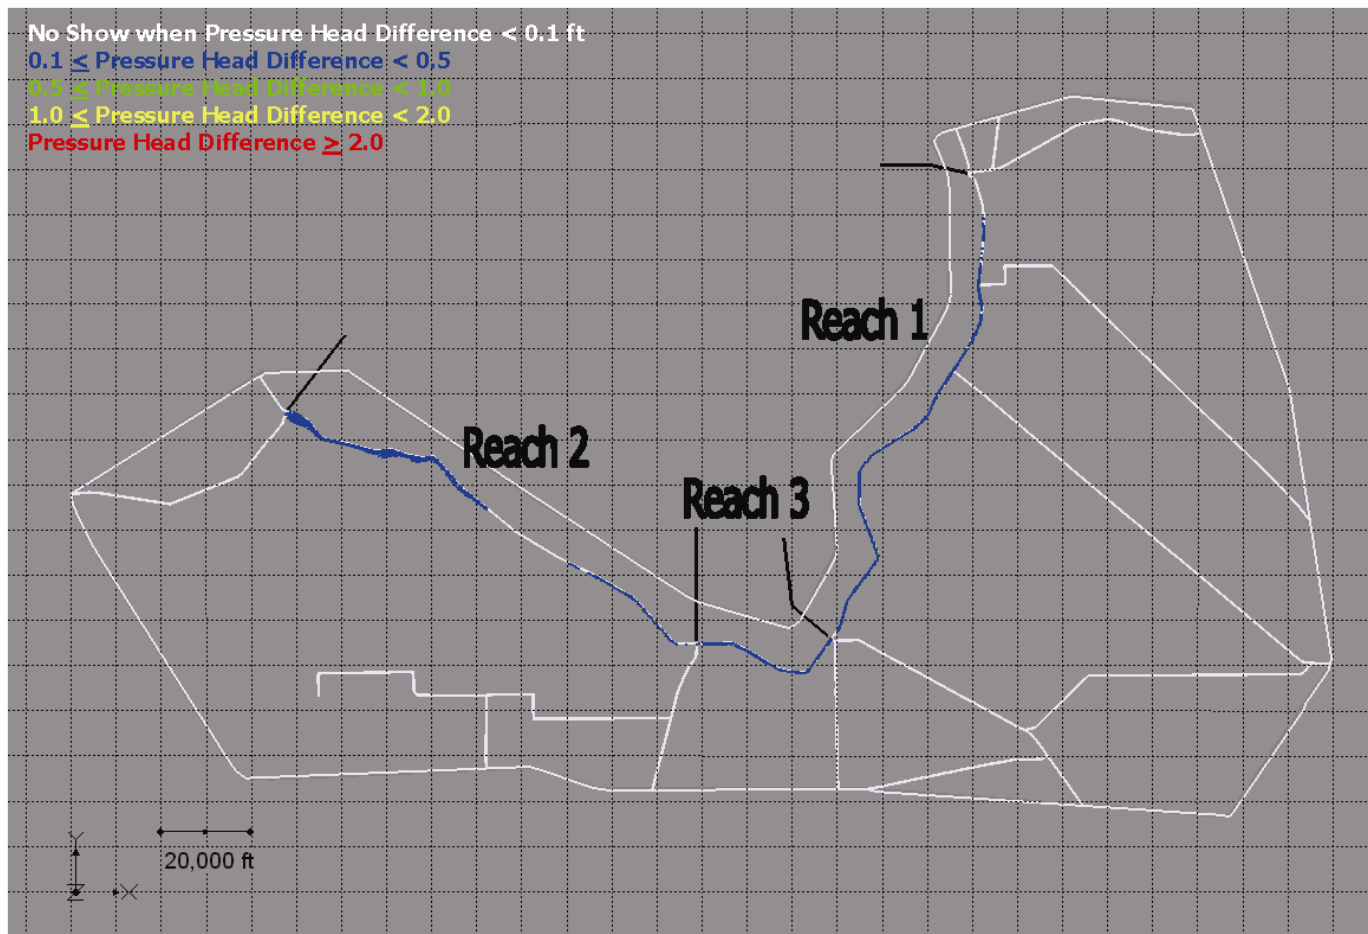 No Show when Pressure Head Difference < 0.1 ft
0.1 ≤ Pressure Head Difference < 0.5
0.5 ≤ Pressure Head Difference < 1.0
1.0 ≤ Pressure Head Difference < 2.0
Pressure Head Difference ≥ 2.0
Reach 1
Reach 2
Reach 3
Y
20,000 ft
Z
X